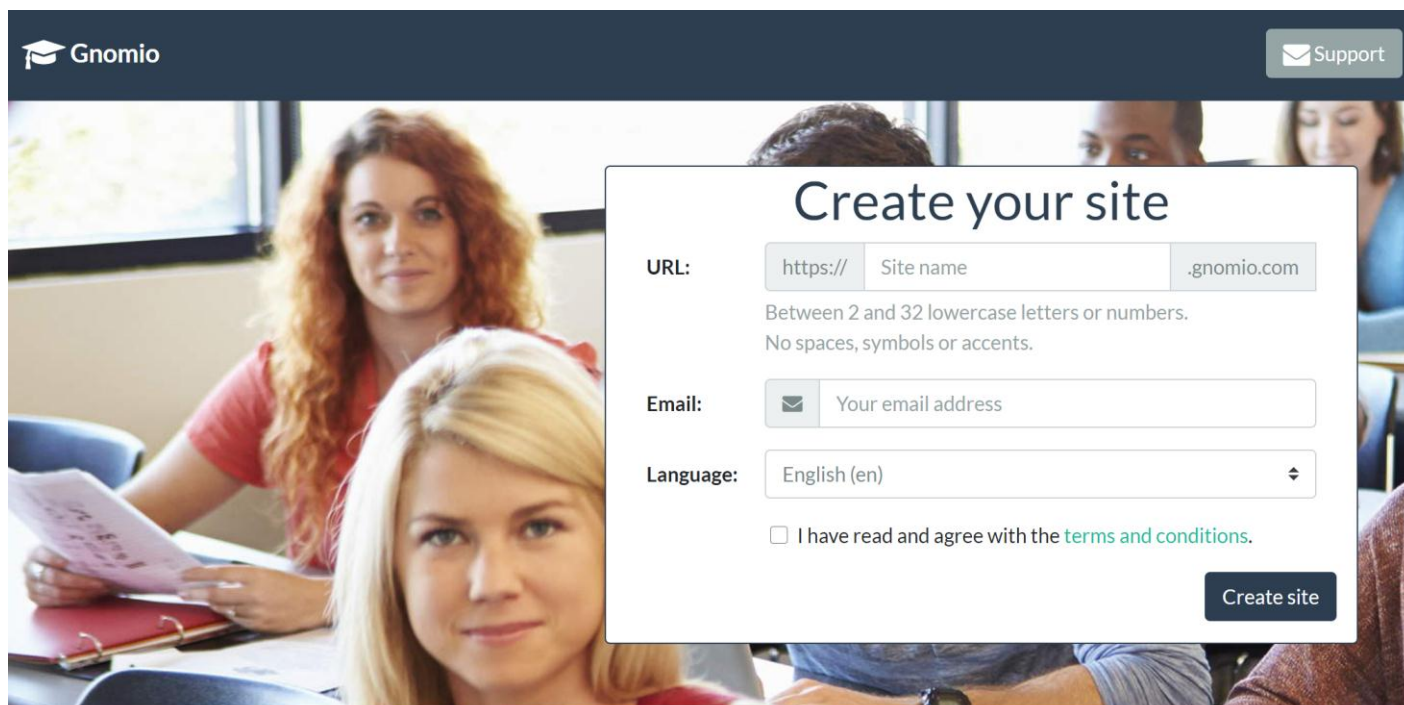 Gnomio
Support
Create your site
URL:
https://
Site name
.gnomio.com
Between 2 and 32 lowercase letters or numbers.
No spaces, symbols or accents.
Email:
Your email address
Language:
English (en)
I have read and agree with the terms and conditions.
Create site